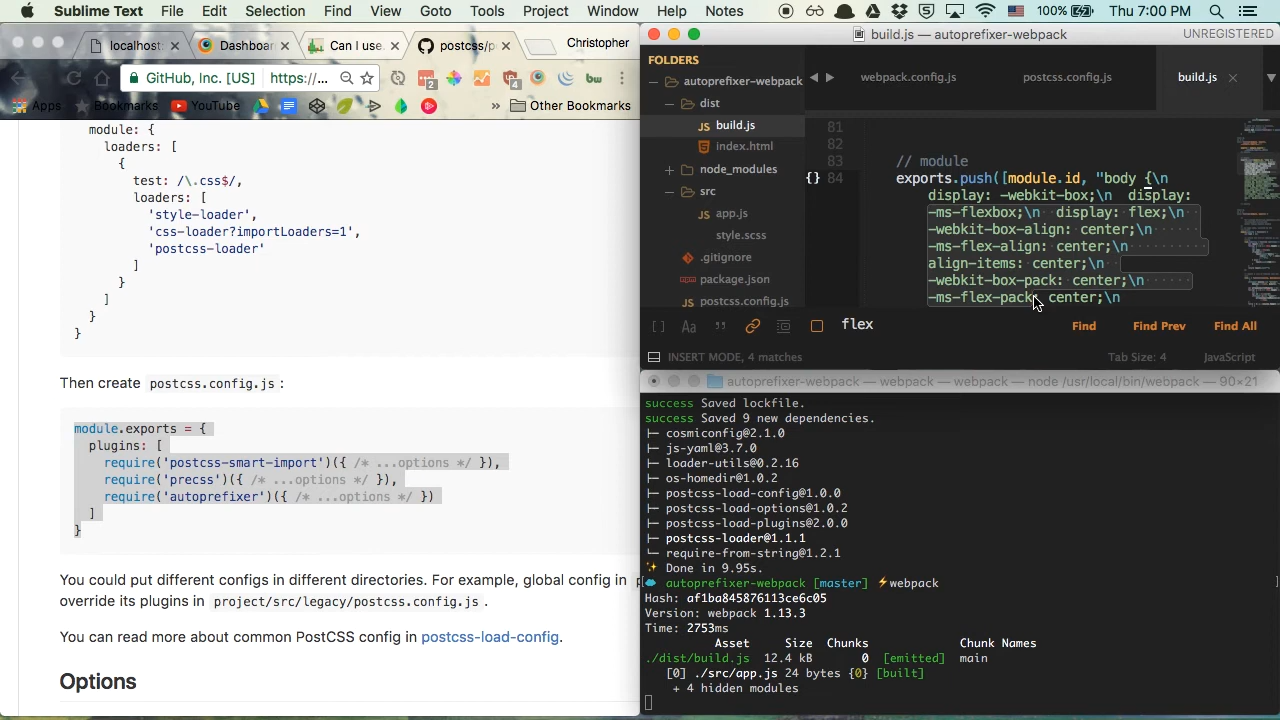 Sublime Text File Edit Selection Find View Goto Tools Project Window Help Notes 100% Thu 7:00 PM
localhost Dashboar Can I use. postcss/p Christopher
GitHub, Inc. [US] https://...
2 4 bw
Apps Bookmarks YouTube » Other Bookmarks
module: {
loaders: [
{
test: /\.css$/,
loaders: [
'style-loader',
'css-loader?importLoaders=1',
'postcss-loader'
]
}
]
}
}
Then create postcss.config.js :
module.exports = {
plugins: [
require('postcss-smart-import')({ /* ...options */ }),
require('precss')({ /* ...options */ }),
require('autoprefixer')({ /* ...options */ })
]
}
You could put different configs in different directories. For example, global config in
override its plugins in project/src/legacy/postcss.config.js .
You can read more about common PostCSS config in postcss-load-config.
Options
build.js — autoprefixer-webpack UNREGISTERED
FOLDERS
autoprefixer-webpack
dist
JS build.js
index.html
node_modules
src
JS app.js
style.scss
.gitignore
package.json
JS postcss.config.js
webpack.config.js postcss.config.js build.js
81
82
83 // module
{} 84 exports.push([module.id, "body {\n
display: -webkit-box;\n display:
-ms-flexbox;\n display: flex;\n
-webkit-box-align: center;\n
-ms-flex-align: center;\n
align-items: center;\n
-webkit-box-pack: center;\n
-ms-flex-pack: center;\n
Aa flex Find Find Prev Find All
INSERT MODE, 4 matches Tab Size: 4 JavaScript
autoprefixer-webpack — webpack — webpack — node /usr/local/bin/webpack — 90×21
success Saved lockfile.
success Saved 9 new dependencies.
├─ cosmiconfig@2.1.0
├─ js-yaml@3.7.0
├─ loader-utils@0.2.16
├─ os-homedir@1.0.2
├─ postcss-load-config@1.0.0
├─ postcss-load-options@1.0.2
├─ postcss-load-plugins@2.0.0
├─ postcss-loader@1.1.1
└─ require-from-string@1.2.1
✨ Done in 9.95s.
autoprefixer-webpack [master] ⚡webpack
Hash: af1ba845876113ce6c05
Version: webpack 1.13.3
Time: 2753ms
Asset Size Chunks Chunk Names
./dist/build.js 12.4 kB 0 [emitted] main
[0] ./src/app.js 24 bytes {0} [built]
+ 4 hidden modules